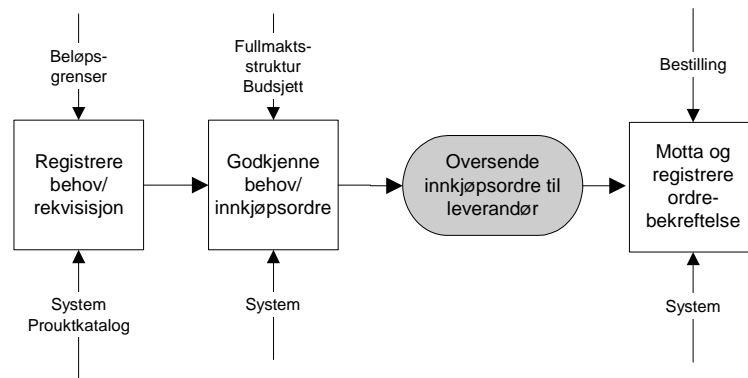 Beløps-
grenser
Fullmakts-
struktur
Budsjett
Bestilling
Registrere
behov/
rekvisisjon
Godkjenne
behov/
innkjøpsordre
Oversende
innkjøpsordre til
leverandør
Motta og
registrere
ordre-
bekreftelse
System
Prouktkatalog
System
System